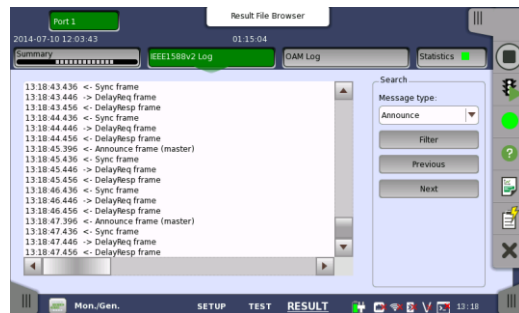 Port 1
Result File Browser
2014-07-10 12:03:43
01:15:04
Summary
IEEE1588v2 Log
OAM Log
Statistics
13:18:43.436 <- Sync frame
13:18:43.446 -> DelayReq frame
13:18:43.456 <- DelayResp frame
13:18:44.436 <- Sync frame
13:18:44.446 -> DelayReq frame
13:18:44.456 <- DelayResp frame
13:18:45.396 <- Announce frame (master)
13:18:45.436 <- Sync frame
13:18:45.446 -> DelayReq frame
13:18:45.456 <- DelayResp frame
13:18:46.436 <- Sync frame
13:18:46.446 -> DelayReq frame
13:18:46.456 <- DelayResp frame
13:18:47.396 <- Announce frame (master)
13:18:47.436 <- Sync frame
13:18:47.446 -> DelayReq frame
13:18:47.456 <- DelayResp frame
Search
Message type:
Announce
Filter
Previous
Next
Mon./Gen.
SETUP
TEST
RESULT
13:18